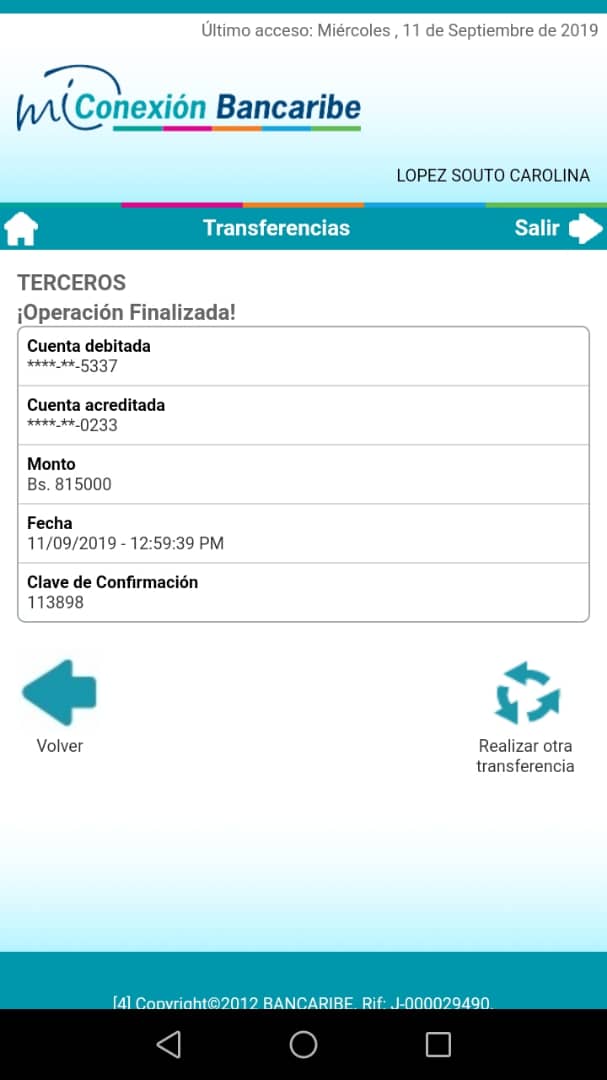 Último acceso: Miércoles , 11 de Septiembre de 2019
mi Conexión Bancaribe
LOPEZ SOUTO CAROLINA
Transferencias
Salir
TERCEROS
¡Operación Finalizada!
Cuenta debitada
****-**-5337
Cuenta acreditada
****-**-0233
Monto
Bs. 815000
Fecha
11/09/2019 - 12:59:39 PM
Clave de Confirmación
113898
Volver
Realizar otra
transferencia
[4] Copyright©2012 BANCARIBE. Rif: J-000029490.